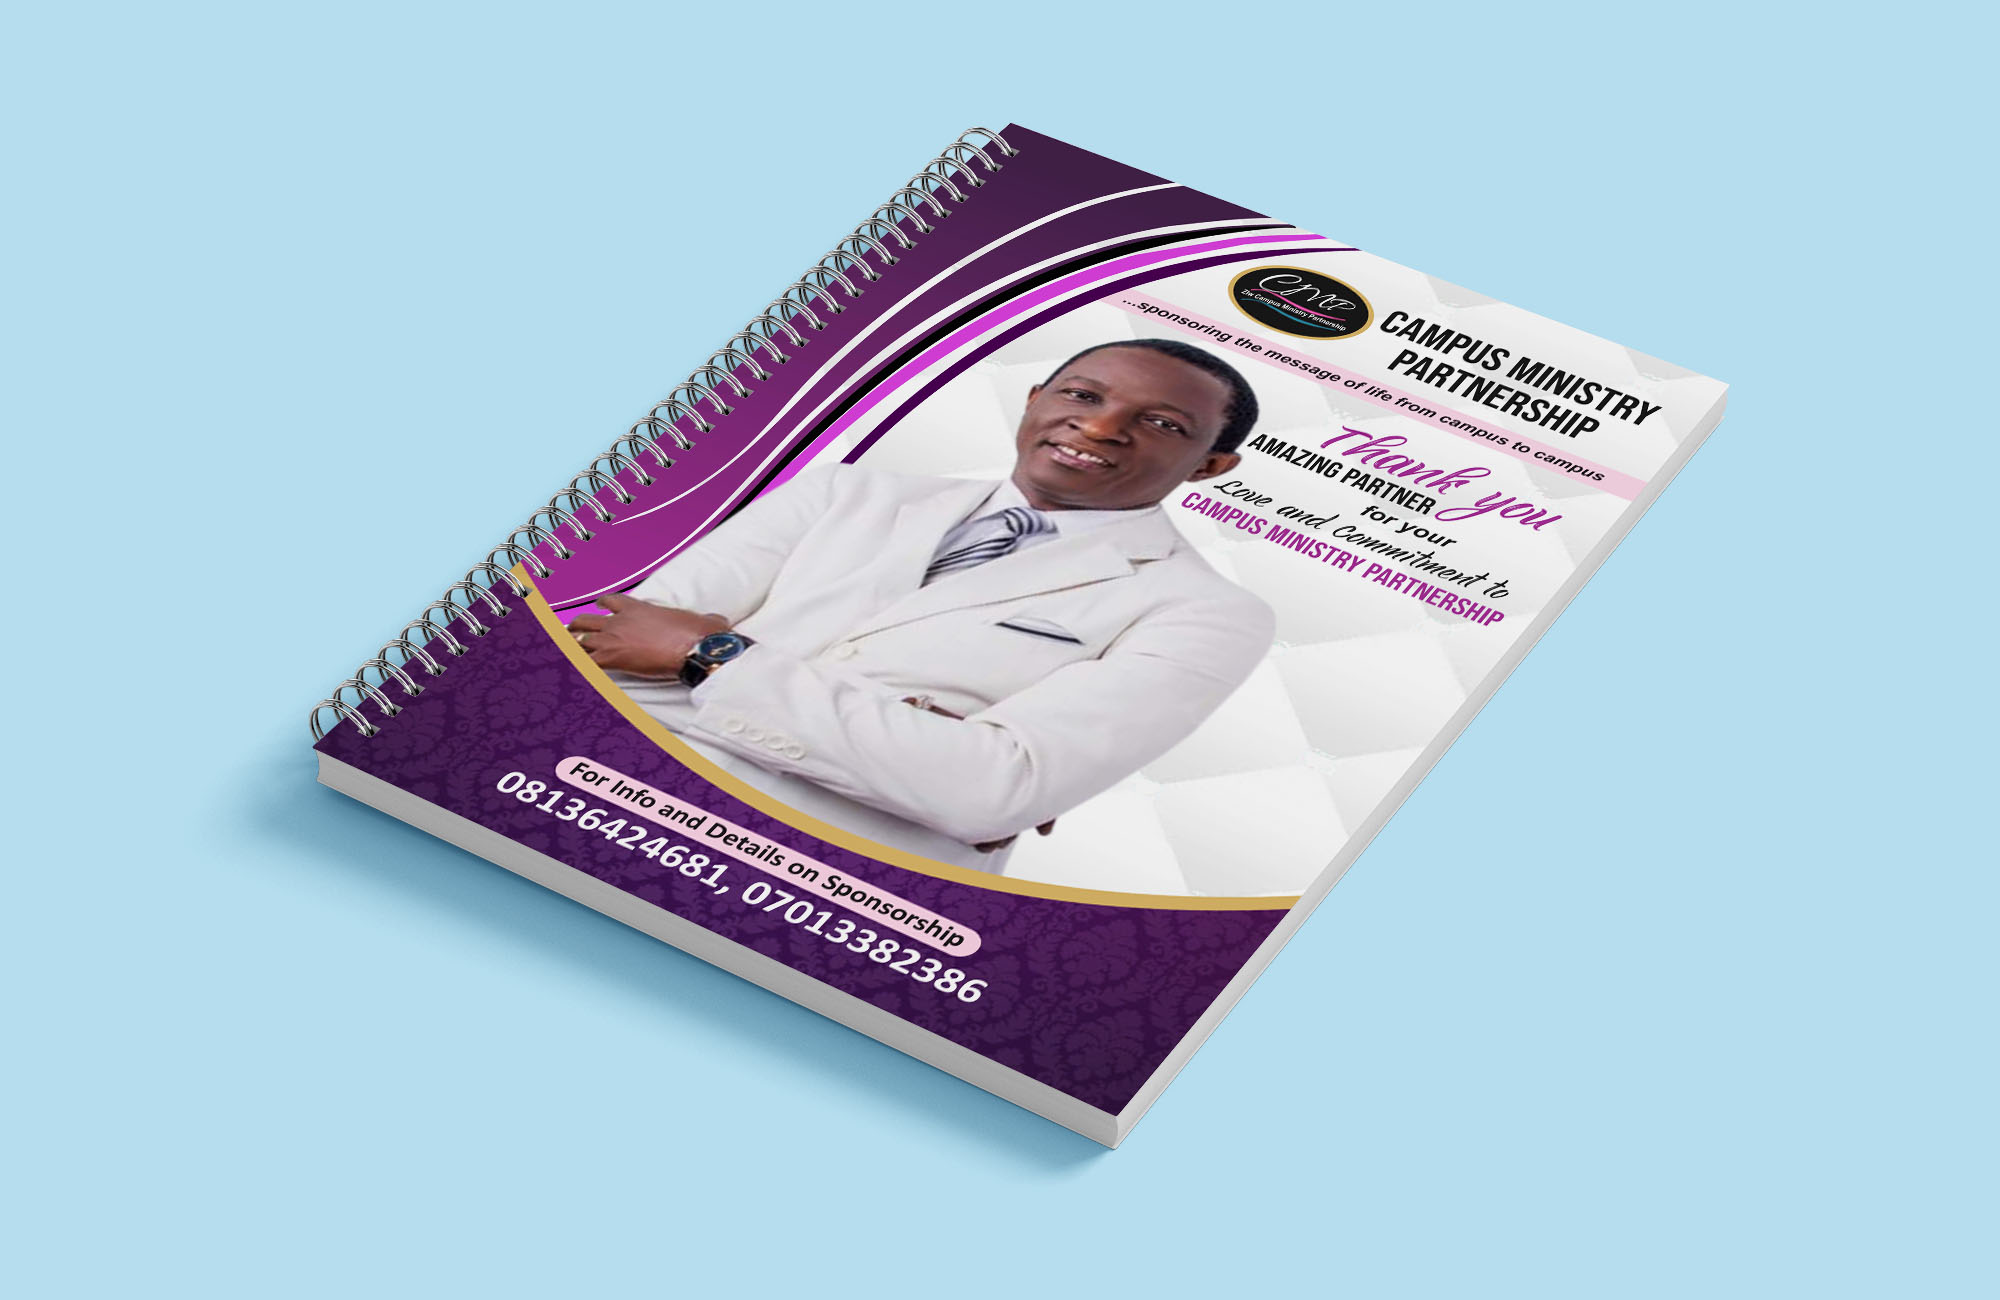 CMP
Ziw Campus Ministry Partnership
CAMPUS MINISTRY
PARTNERSHIP
...sponsoring the message of life from campus to campus
Thank you
AMAZING PARTNER
for your
Love and Commitment to
CAMPUS MINISTRY PARTNERSHIP
For Info and Details on Sponsorship
08136424681, 07013382386